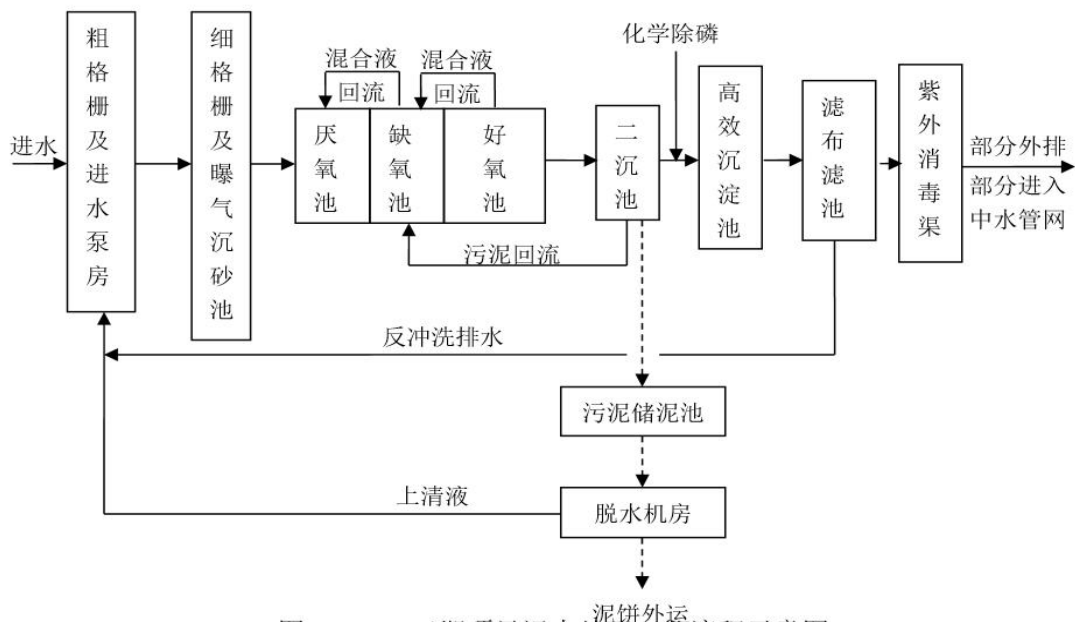 化学除磷
粗格栅及进水泵房
细格栅及曝气沉砂池
混合液
回流
混合液
回流
进水
厌氧池
缺氧池
好氧池
二沉池
高效沉淀池
滤布滤池
紫外消毒渠
部分外排
部分进入
中水管网
污泥回流
反冲洗排水
污泥储泥池
上清液
脱水机房
泥饼外运